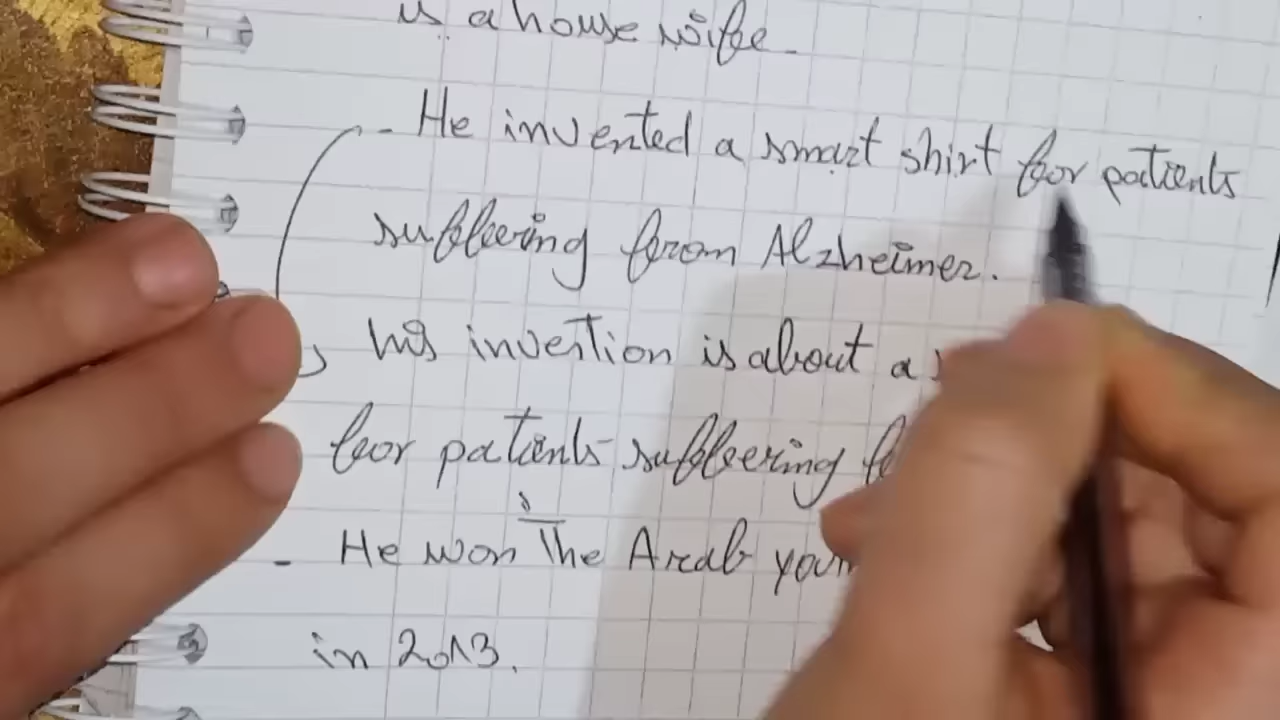 is a house wife.
- He invented a smart shirt for patients
suffering from Alzheimer.
his invention is about a
for patients suffering
- He won the Arab
in 2013.